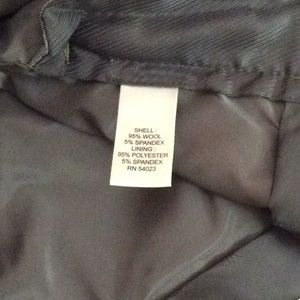 SHELL :
95% WOOL
5% SPANDEX
LINING :
95% POLYESTER
5% SPANDEX
RN 54023